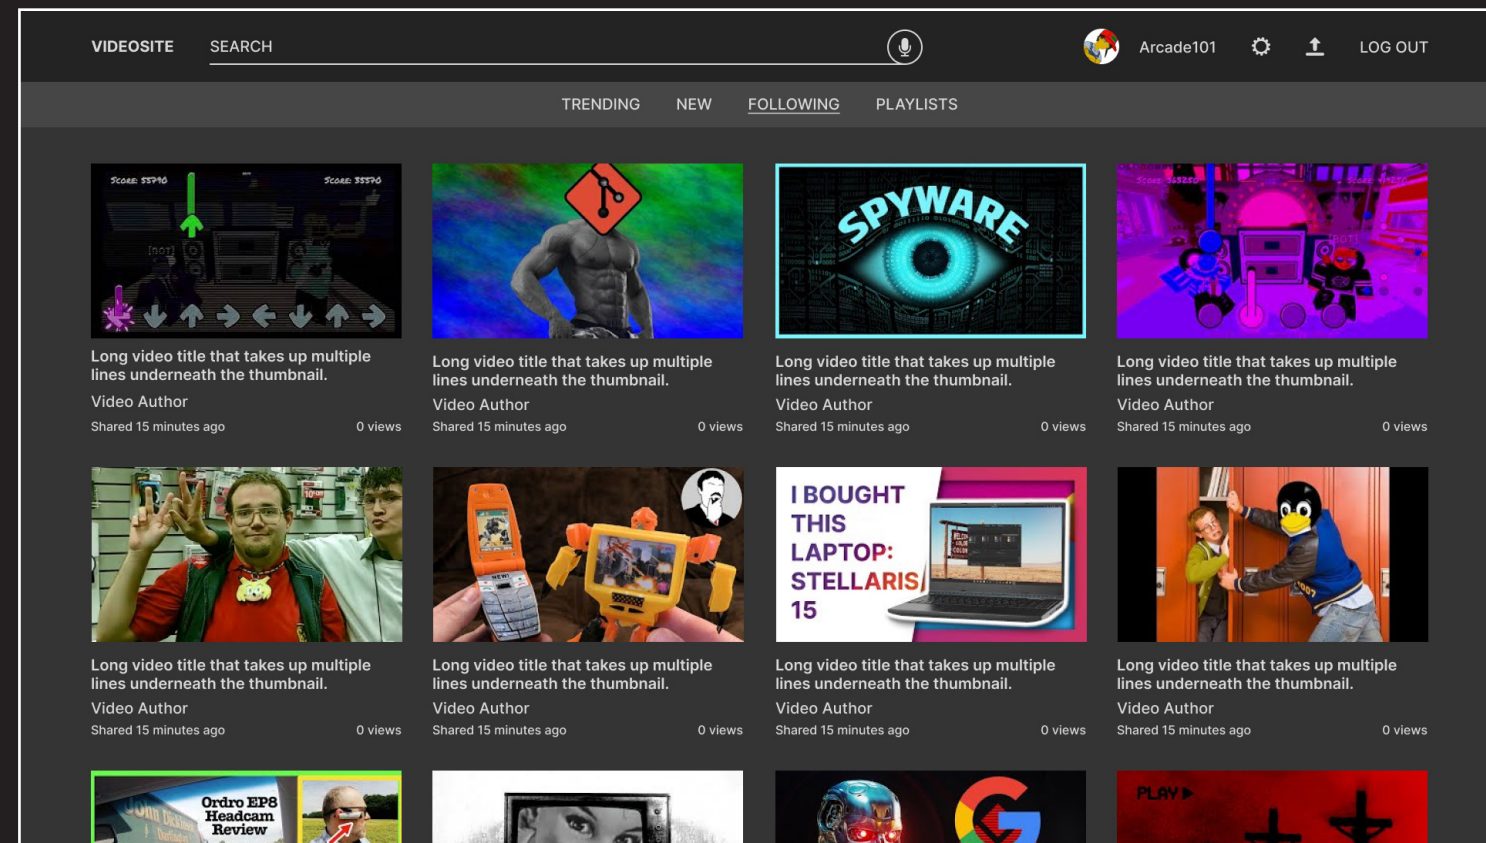 VIDEOSITE
SEARCH
Arcade101
LOG OUT
TRENDING
NEW
FOLLOWING
PLAYLISTS
SCORE: 55790
SCORE: 35570
[BOT]
SPYWARE
[BOT]
Long video title that takes up multiple
lines underneath the thumbnail.
Video Author
Shared 15 minutes ago
0 views
Long video title that takes up multiple
lines underneath the thumbnail.
Video Author
Shared 15 minutes ago
0 views
Long video title that takes up multiple
lines underneath the thumbnail.
Video Author
Shared 15 minutes ago
0 views
Long video title that takes up multiple
lines underneath the thumbnail.
Video Author
Shared 15 minutes ago
0 views
NEW!
I BOUGHT
THIS
LAPTOP:
STELLARIS
15
Long video title that takes up multiple
lines underneath the thumbnail.
Video Author
Shared 15 minutes ago
0 views
Long video title that takes up multiple
lines underneath the thumbnail.
Video Author
Shared 15 minutes ago
0 views
Long video title that takes up multiple
lines underneath the thumbnail.
Video Author
Shared 15 minutes ago
0 views
Long video title that takes up multiple
lines underneath the thumbnail.
Video Author
Shared 15 minutes ago
0 views
Ordro EP8
Headcam
Review
PLAY